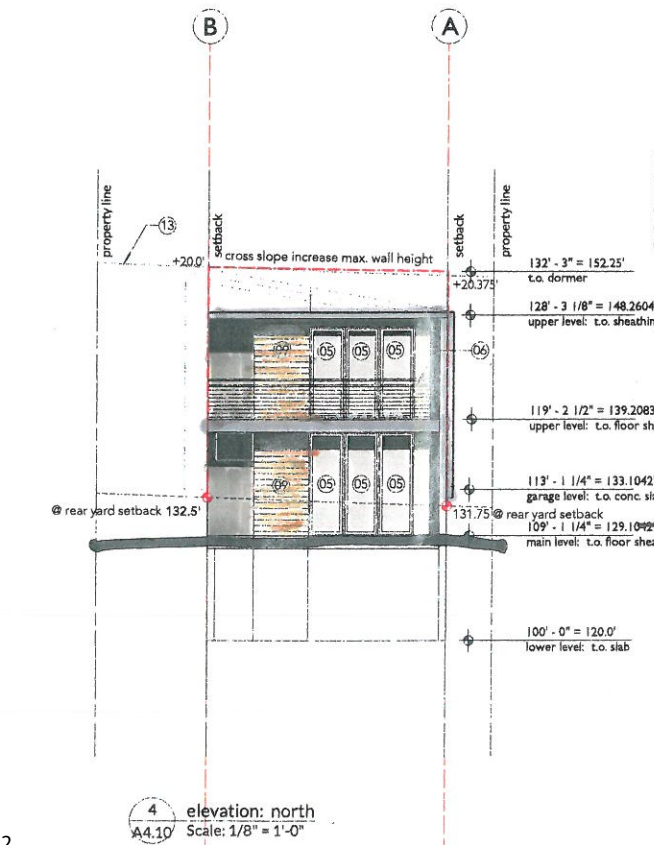 B
A
property line
setback
setback
property line
13
+20.0'
cross slope increase max. wall height
132' - 3" = 152.25'
t.o. dormer
+20.375'
128' - 3 1/8" = 148.2604
upper level: t.o. sheathin
09
05
05
05
06
119' - 2 1/2" = 139.2083
upper level: t.o. floor sh
09
05
05
05
113' - 1 1/4" = 133.1042
garage level: t.o. conc. sl
@ rear yard setback 132.5'
131.75 @ rear yard setback
109' - 1 1/4" = 129.1042
main level: t.o. floor shea
100' - 0" = 120.0'
lower level: t.o. slab
4
A4.10
elevation: north
Scale: 1/8" = 1'-0"
2